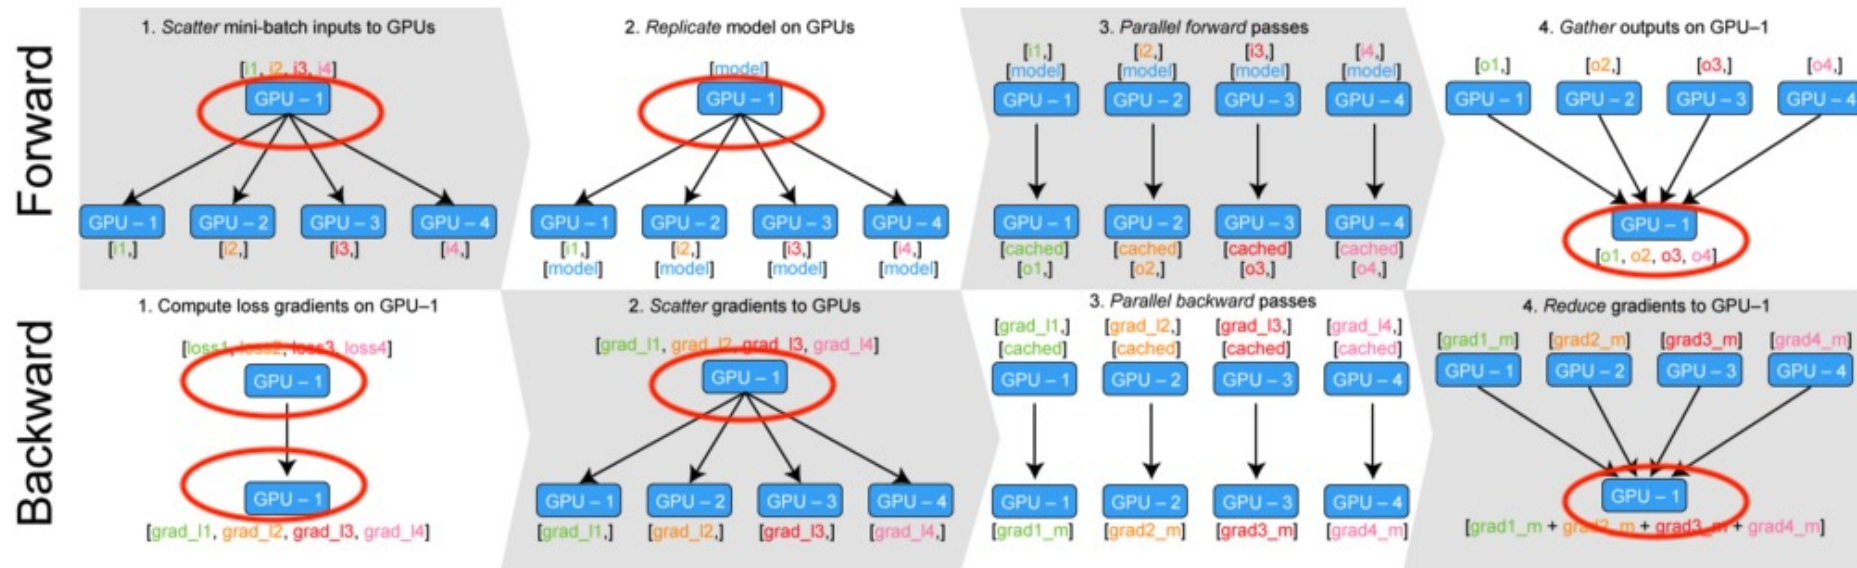 Forward
1. Scatter mini-batch inputs to GPUs
[i1, i2, i3, i4]
GPU – 1
GPU – 1 GPU – 2 GPU – 3 GPU – 4
[i1,] [i2,] [i3,] [i4,]
2. Replicate model on GPUs
[model]
GPU – 1
GPU – 1 GPU – 2 GPU – 3 GPU – 4
[i1,] [i2,] [i3,] [i4,]
[model] [model] [model] [model]
3. Parallel forward passes
[i1,] [i2,] [i3,] [i4,]
[model] [model] [model] [model]
GPU – 1 GPU – 2 GPU – 3 GPU – 4
GPU – 1 GPU – 2 GPU – 3 GPU – 4
[cached] [cached] [cached] [cached]
[o1,] [o2,] [o3,] [o4,]
4. Gather outputs on GPU–1
[o1,] [o2,] [o3,] [o4,]
GPU – 1 GPU – 2 GPU – 3 GPU – 4
GPU – 1
[o1, o2, o3, o4]
Backward
1. Compute loss gradients on GPU–1
[loss1, loss2, loss3, loss4]
GPU – 1
GPU – 1
[grad_l1, grad_l2, grad_l3, grad_l4]
2. Scatter gradients to GPUs
[grad_l1, grad_l2, grad_l3, grad_l4]
GPU – 1
GPU – 1 GPU – 2 GPU – 3 GPU – 4
[grad_l1,] [grad_l2,] [grad_l3,] [grad_l4,]
3. Parallel backward passes
[grad_l1,] [grad_l2,] [grad_l3,] [grad_l4,]
[cached] [cached] [cached] [cached]
GPU – 1 GPU – 2 GPU – 3 GPU – 4
GPU – 1 GPU – 2 GPU – 3 GPU – 4
[grad1_m] [grad2_m] [grad3_m] [grad4_m]
4. Reduce gradients to GPU–1
[grad1_m] [grad2_m] [grad3_m] [grad4_m]
GPU – 1 GPU – 2 GPU – 3 GPU – 4
GPU – 1
[grad1_m + grad2_m + grad3_m + grad4_m]